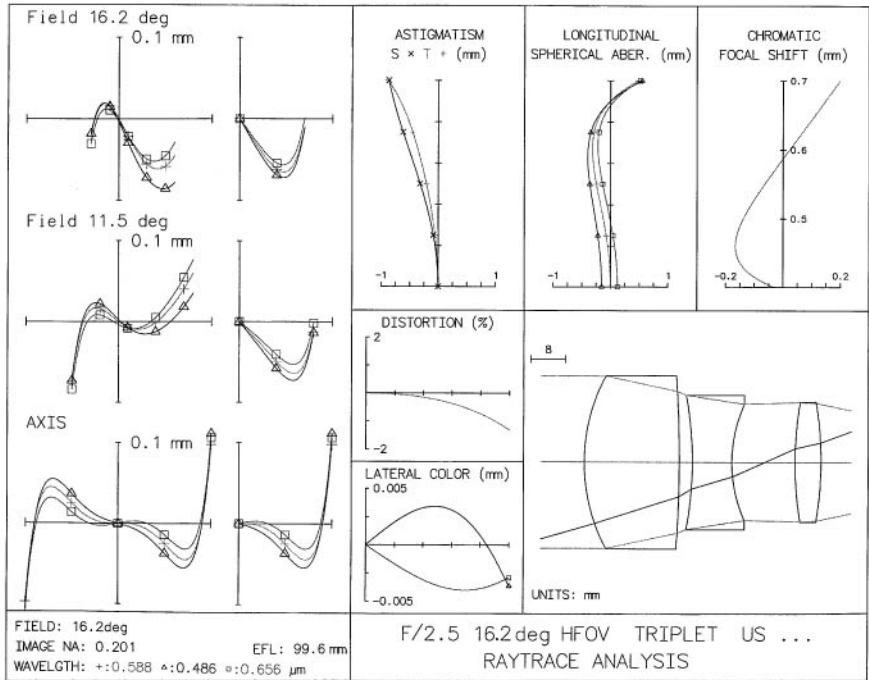 Field 16.2 deg
0.1 mm
Field 11.5 deg
0.1 mm
AXIS
0.1 mm
ASTIGMATISM
S × T + (mm)
-1
1
LONGITUDINAL
SPHERICAL ABER. (mm)
-1
1
CHROMATIC
FOCAL SHIFT (mm)
0.7
0.6
0.5
-0.2
0.2
DISTORTION (%)
2
-2
LATERAL COLOR (mm)
0.005
-0.005
8
UNITS: mm
FIELD: 16.2deg
IMAGE NA: 0.201 EFL: 99.6 mm
WAVELGTH: +:0.588 △:0.486 □:0.656 μm
F/2.5 16.2deg HFOV TRIPLET US ...
RAYTRACE ANALYSIS